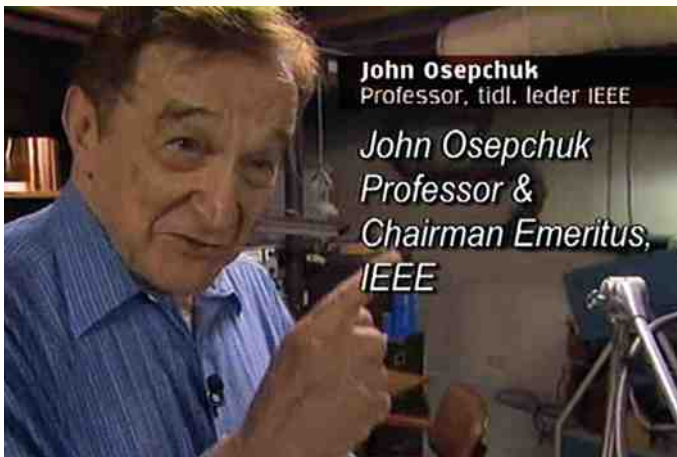 John Osepchuk
Professor, tidl. leder IEEE
John Osepchuk
Professor &
Chairman Emeritus,
IEEE